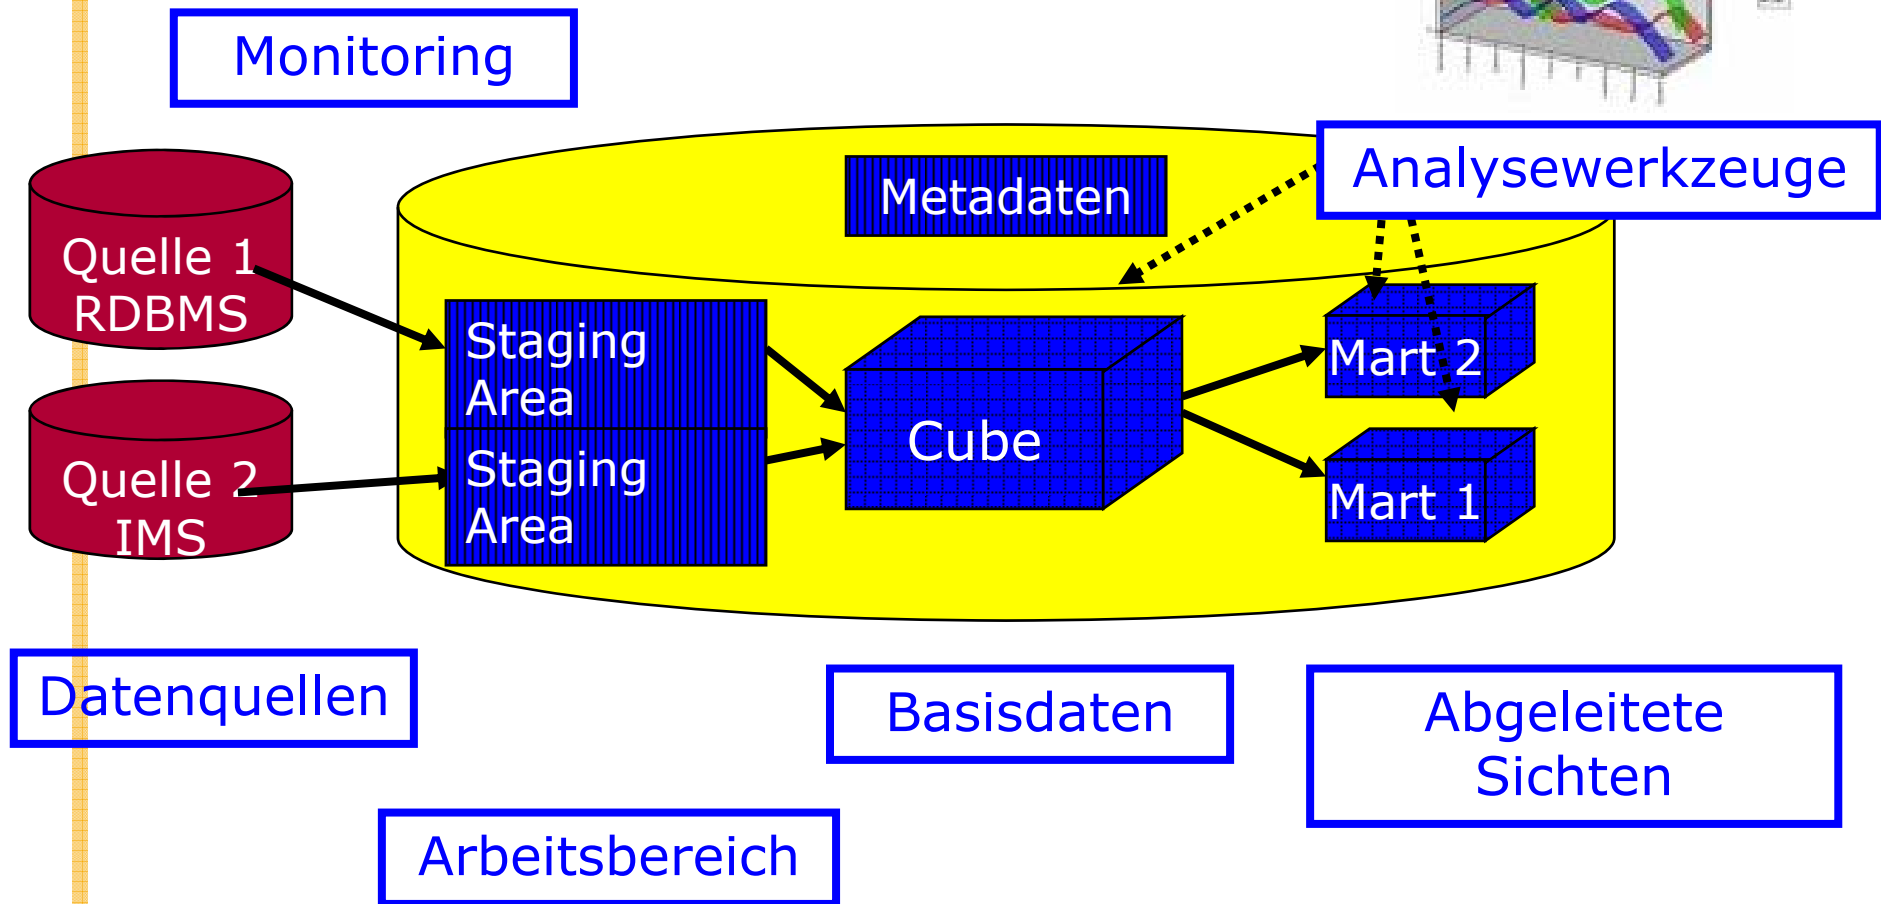 Monitoring
Analysewerkzeuge
Metadaten
Quelle 1
RDBMS
Staging
Area
Mart 2
Cube
Quelle 2
IMS
Staging
Area
Mart 1
Datenquellen
Basisdaten
Abgeleitete
Sichten
Arbeitsbereich